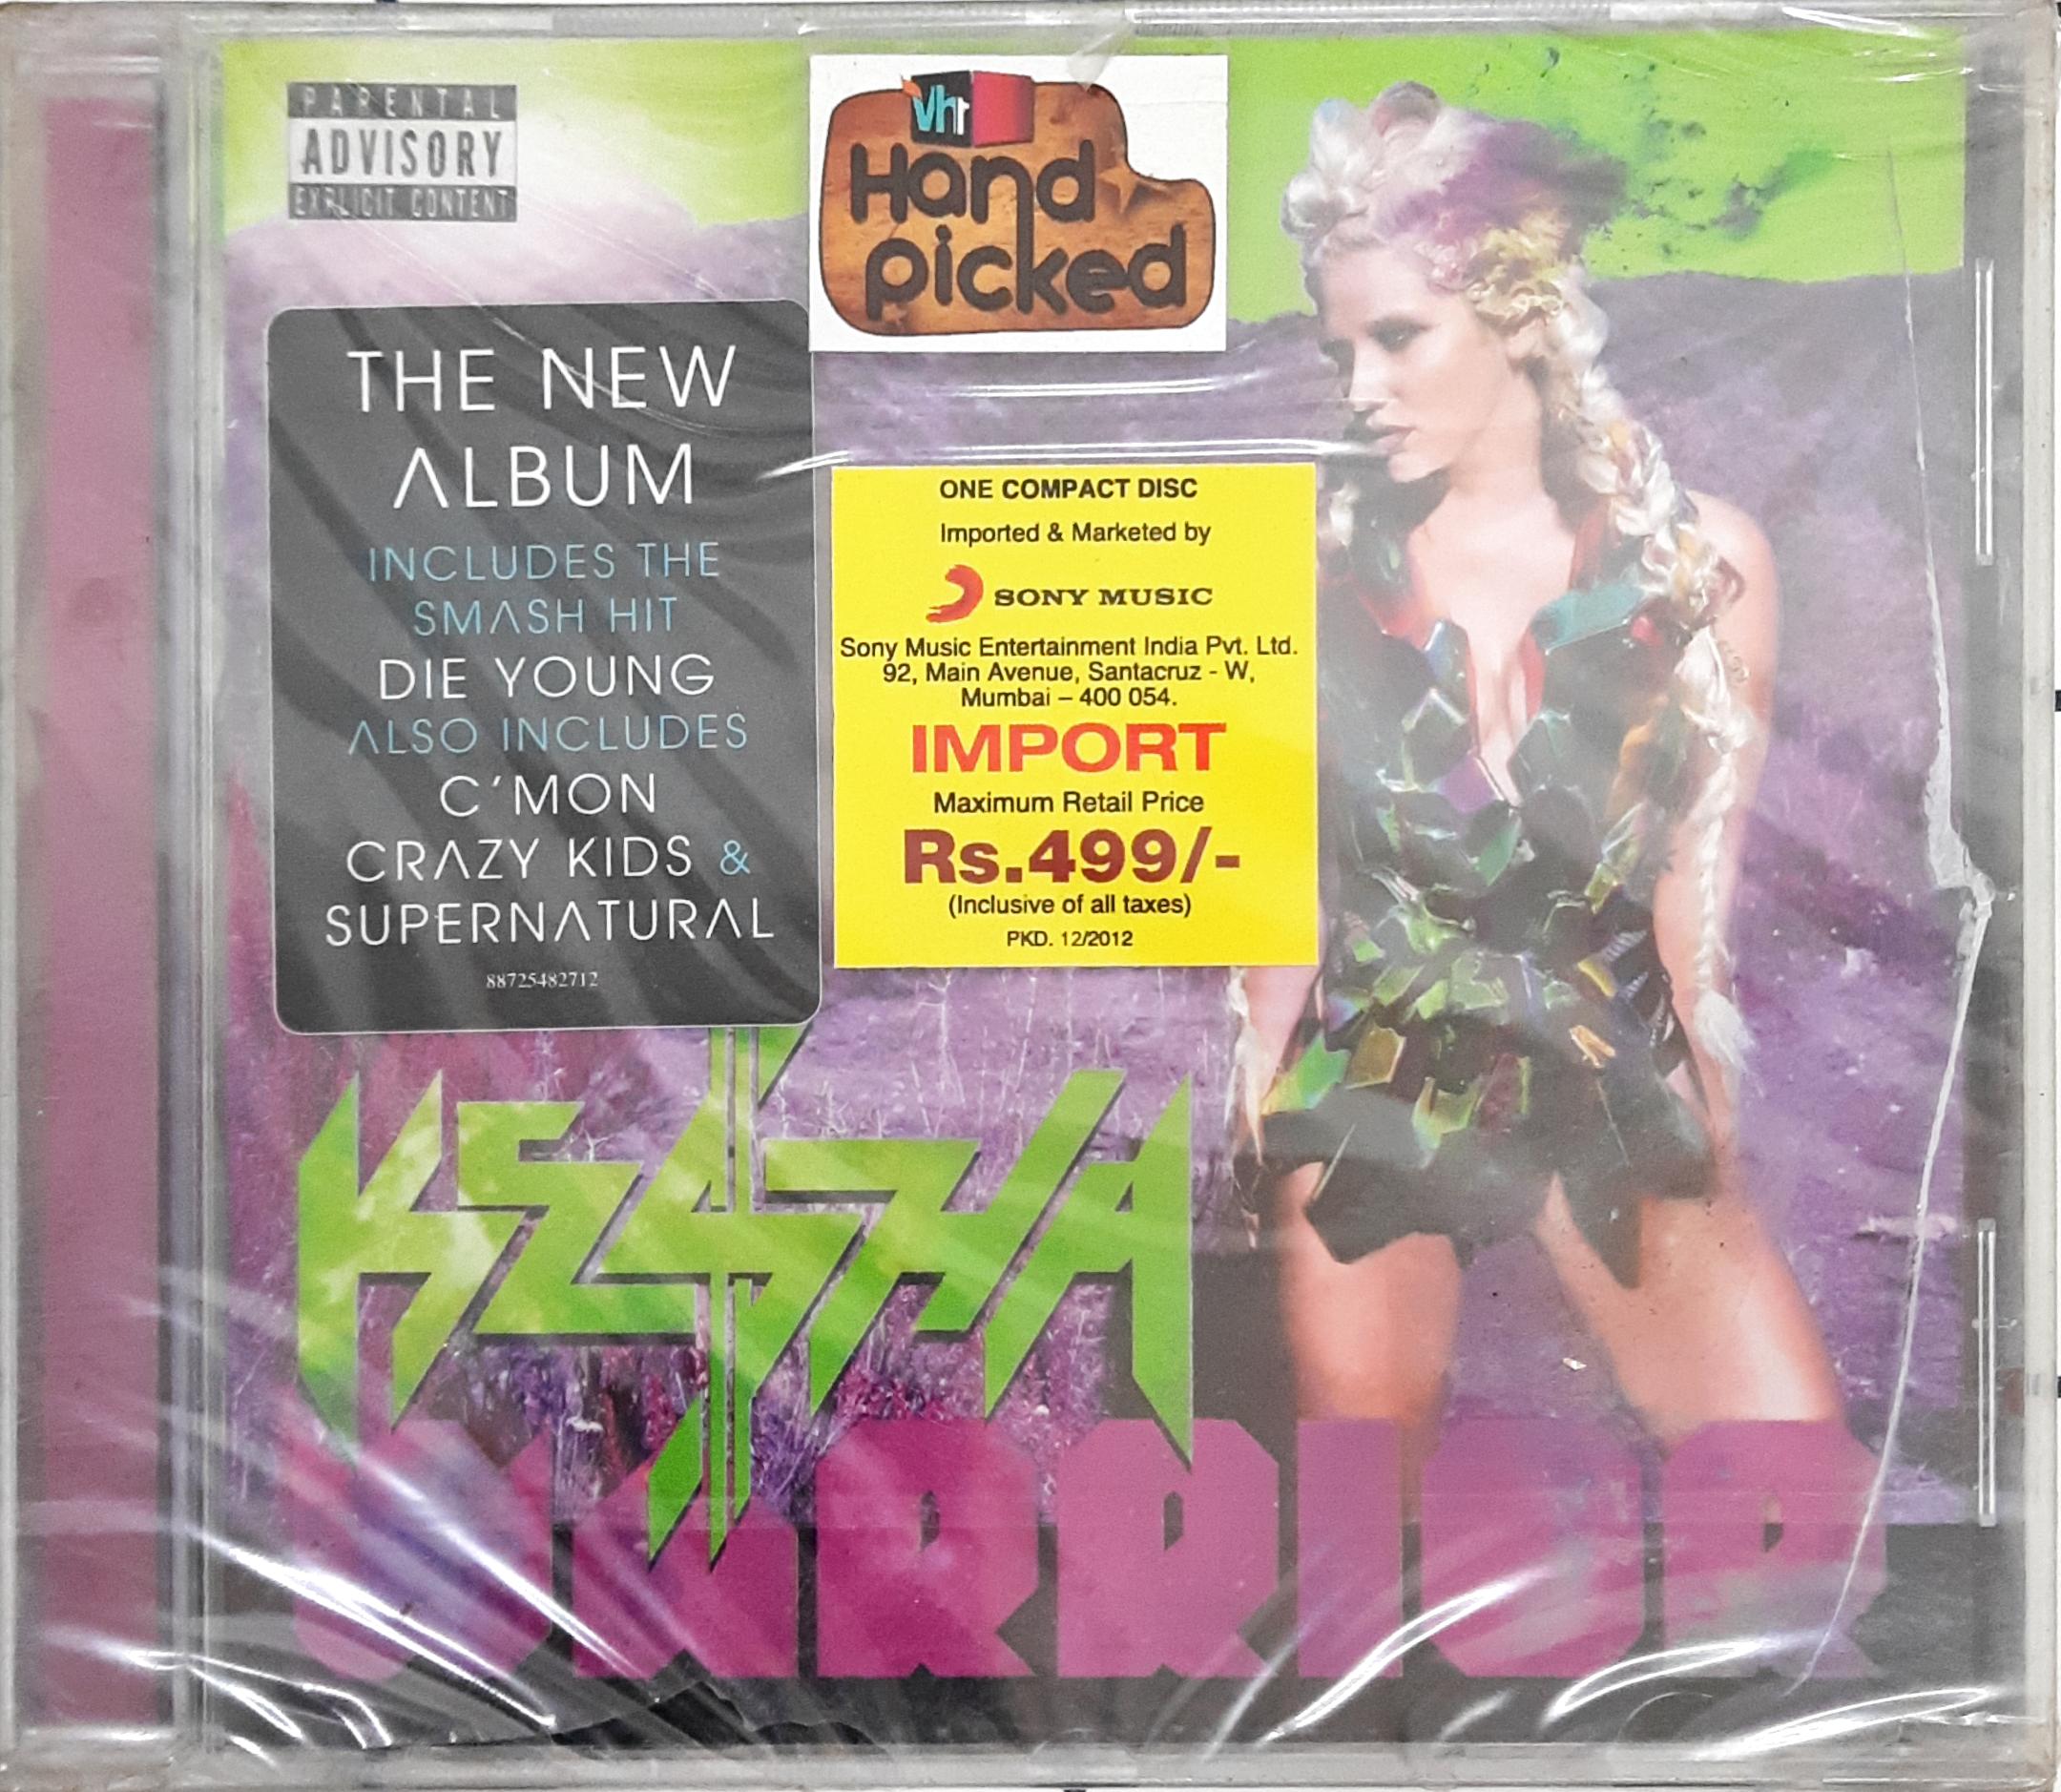 PARENTAL
ADVISORY
EXPLICIT CONTENT
vh1
Hand
picked
THE NEW
ALBUM
INCLUDES THE
SMASH HIT
DIE YOUNG
ALSO INCLUDES
C'MON
CRAZY KIDS &
SUPERNATURAL
88725482712
ONE COMPACT DISC
Imported & Marketed by
SONY MUSIC
Sony Music Entertainment India Pvt. Ltd.
92, Main Avenue, Santacruz - W,
Mumbai – 400 054.
IMPORT
Maximum Retail Price
Rs.499/-
(Inclusive of all taxes)
PKD. 12/2012
KE$HA
WARRIOR